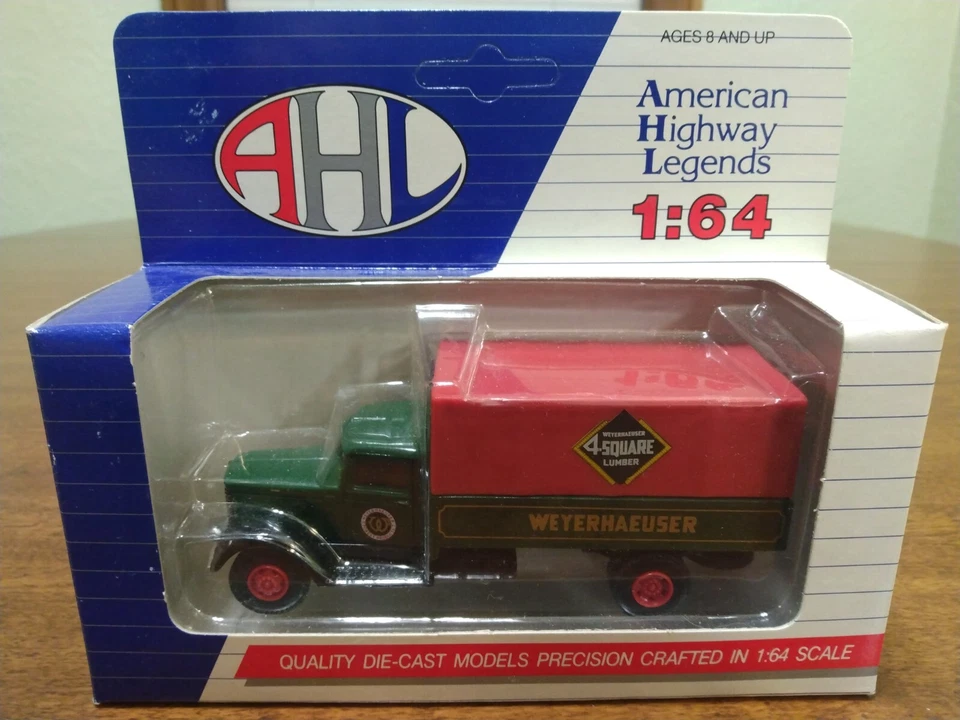 AGES 8 AND UP
AHL
American
Highway
Legends
1:64
WEYERHAEUSER
4-SQUARE
LUMBER
WEYERHAEUSER
QUALITY DIE-CAST MODELS PRECISION CRAFTED IN 1:64 SCALE